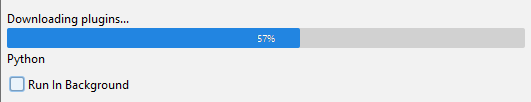 Downloading plugins...
57%
Python
Run In Background